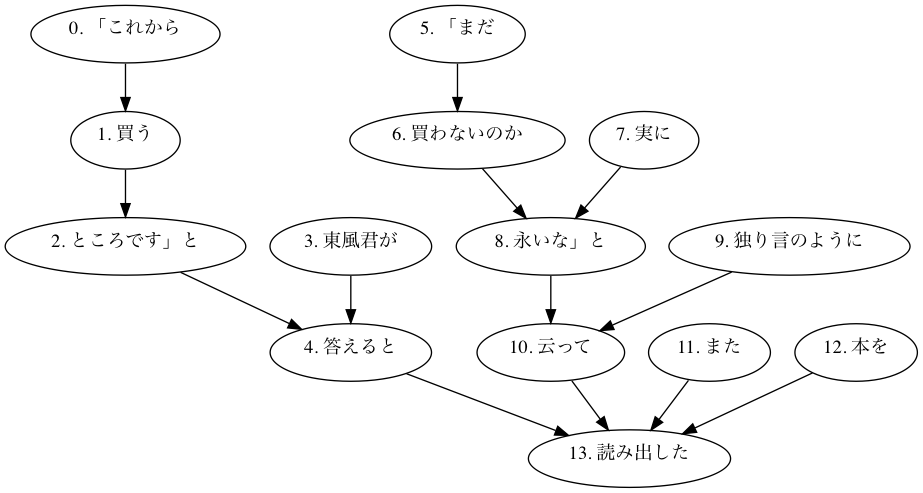 0. 「これから
5. 「まだ
1. 買う
6. 買わないのか
7. 実に
2. ところです」と
3. 東風君が
8. 永いな」と
9. 独り言のように
4. 答えると
10. 云って
11. また
12. 本を
13. 読み出した